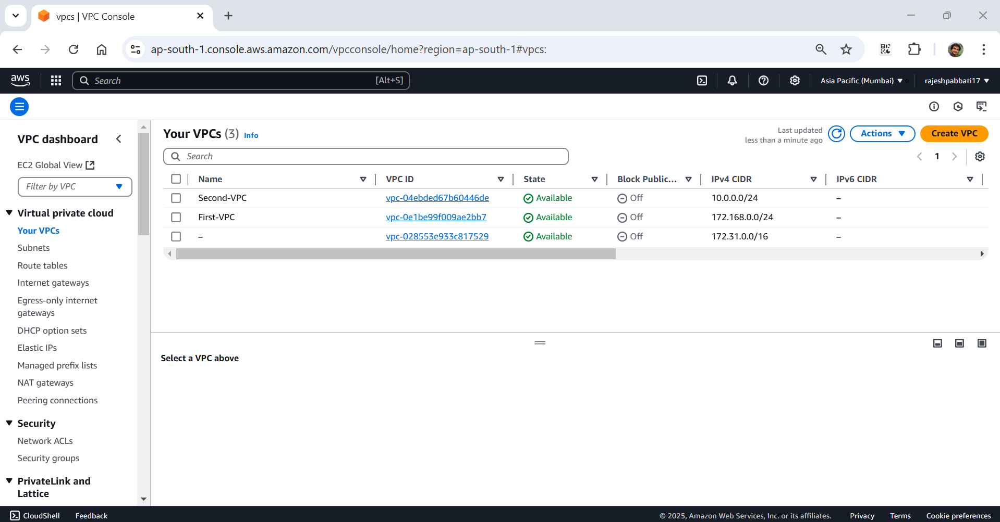 vpcs | VPC Console
ap-south-1.console.aws.amazon.com/vpcconsole/home?region=ap-south-1#vpcs:
aws
Search [Alt+S]
Asia Pacific (Mumbai)
rajeshpabbati17
VPC dashboard
EC2 Global View
Filter by VPC
Virtual private cloud
Your VPCs
Subnets
Route tables
Internet gateways
Egress-only internet
gateways
DHCP option sets
Elastic IPs
Managed prefix lists
NAT gateways
Peering connections
Security
Network ACLs
Security groups
PrivateLink and
Lattice
Your VPCs (3) Info
Last updated
less than a minute ago
Actions
Create VPC
Search
1
Name VPC ID State Block Public... IPv4 CIDR IPv6 CIDR
Second-VPC vpc-04ebded67b60446de Available Off 10.0.0.0/24 –
First-VPC vpc-0e1be99f009ae2bb7 Available Off 172.168.0.0/24 –
– vpc-028553e933c817529 Available Off 172.31.0.0/16 –
Select a VPC above
CloudShell Feedback © 2025, Amazon Web Services, Inc. or its affiliates. Privacy Terms Cookie preferences